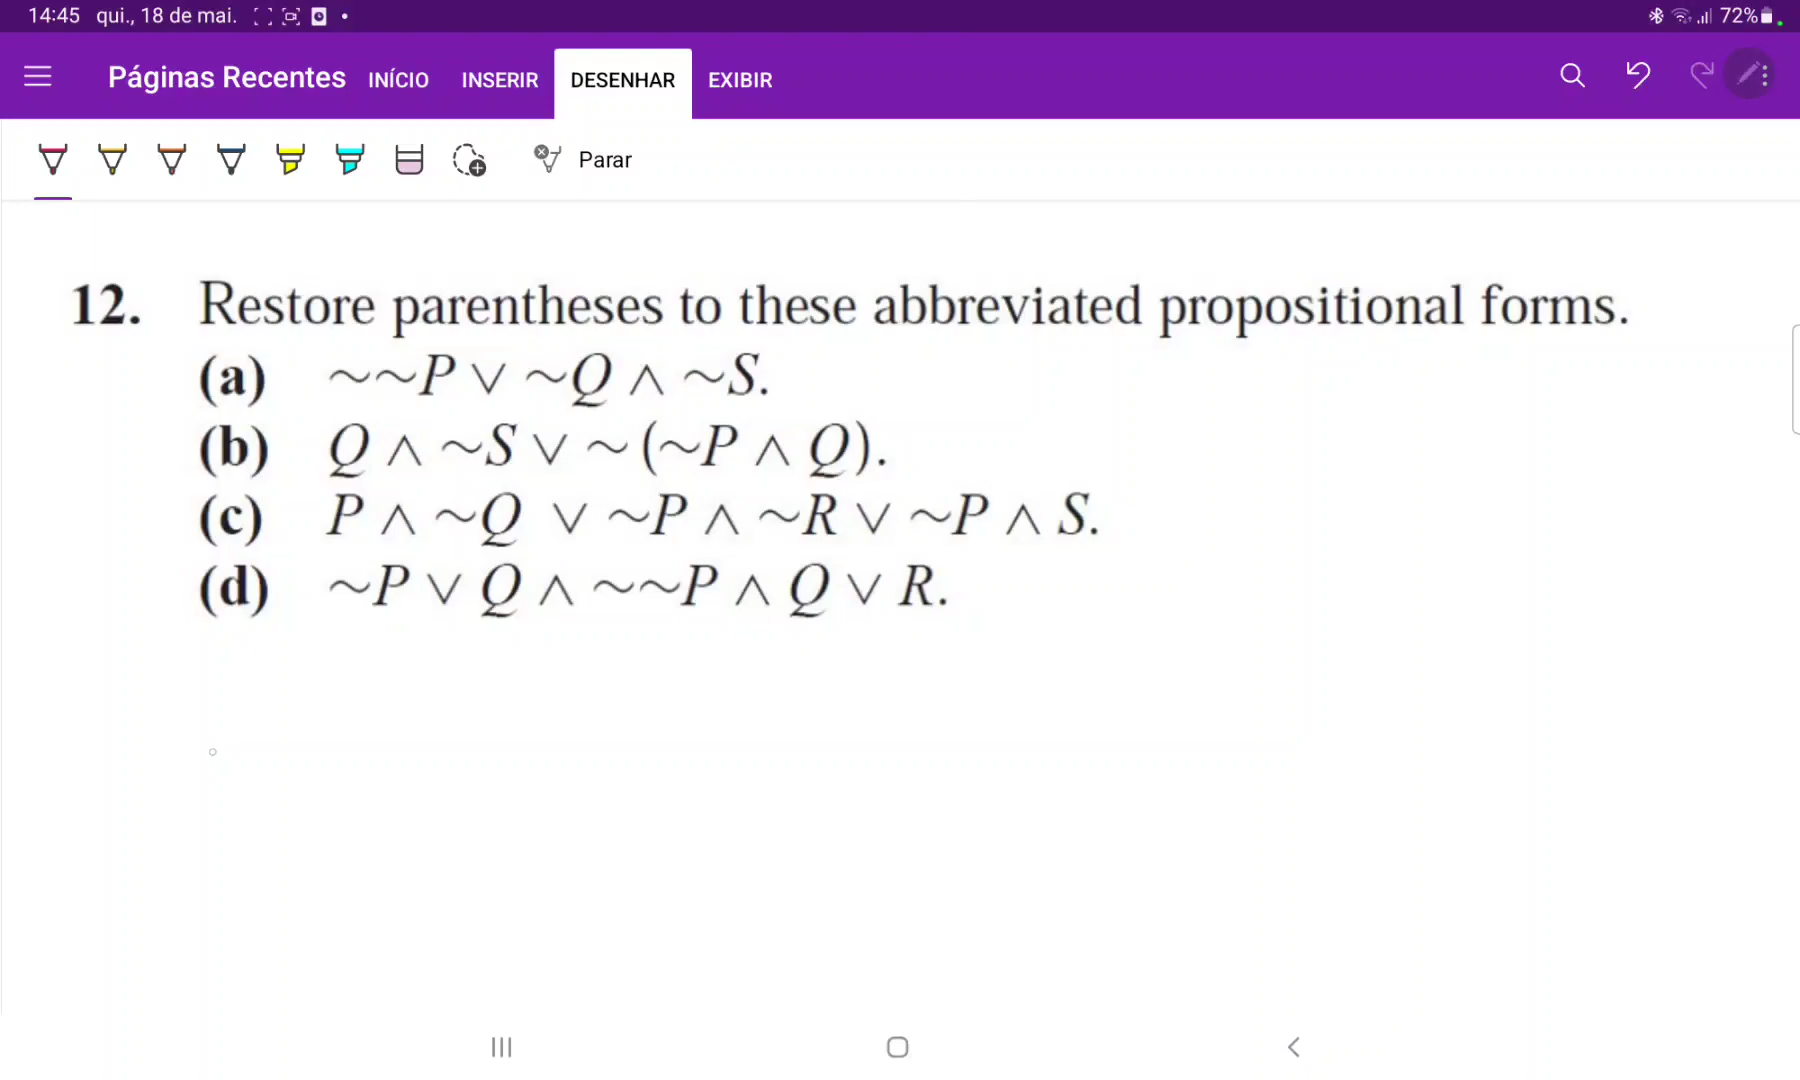 14:45 qui., 18 de mai. 72%
Páginas Recentes INÍCIO INSERIR DESENHAR EXIBIR
Parar
12. Restore parentheses to these abbreviated propositional forms.
(a) ~~P ∨ ~Q ∧ ~S.
(b) Q ∧ ~S ∨ ~(~P ∧ Q).
(c) P ∧ ~Q ∨ ~P ∧ ~R ∨ ~P ∧ S.
(d) ~P ∨ Q ∧ ~~P ∧ Q ∨ R.